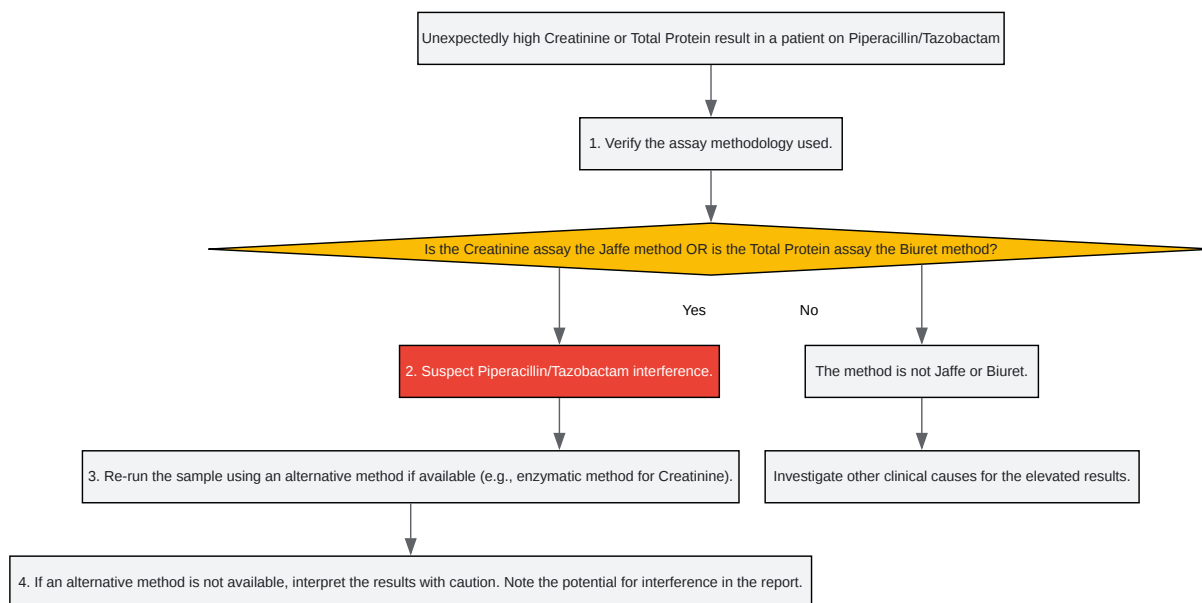 Unexpectedly high Creatinine or Total Protein result in a patient on Piperacillin/Tazobactam
1. Verify the assay methodology used.
Is the Creatinine assay the Jaffe method OR is the Total Protein assay the Biuret method?
Yes
No
2. Suspect Piperacillin/Tazobactam interference.
The method is not Jaffe or Biuret.
3. Re-run the sample using an alternative method if available (e.g., enzymatic method for Creatinine).
Investigate other clinical causes for the elevated results.
4. If an alternative method is not available, interpret the results with caution. Note the potential for interference in the report.